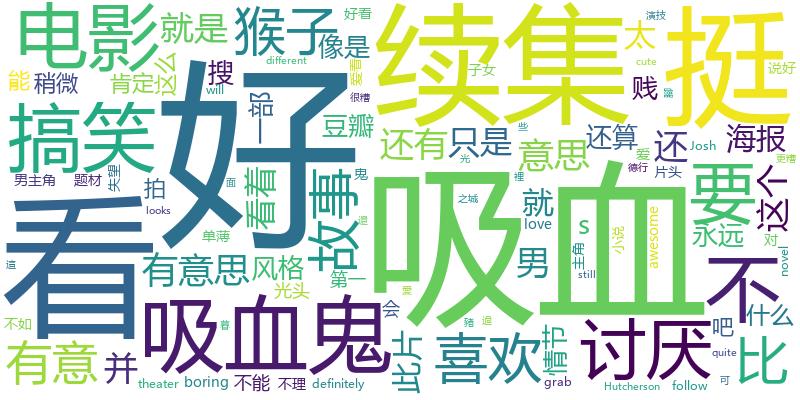 电影
就是
猴子
像是
好看
different
爱看
续集
太
演技
cute
子女
挺
说好
能
稍微
肯定
这么
搜
will
一部
很糟
贱
搞笑
好
豆瓣
还有
只是
意思
还算
还
海报
Josh
男主角
题材
失望
拍
looks
看着
故事
鬼
面
光
些
裡
爱
德行
片头
更糟
看
单薄
吸血
就
love
s
主角
小说
awesome
要
永远
对
这个
有意思
风格
第一
光头
男
之城
still
不
novel
這
不如
有意
并
吸血鬼
会
此片
喜欢
情节
讨厌
吧
什么
比
quite
可
theater
boring
不能
不理
definitely
grab
Hutcherson
follow
豬